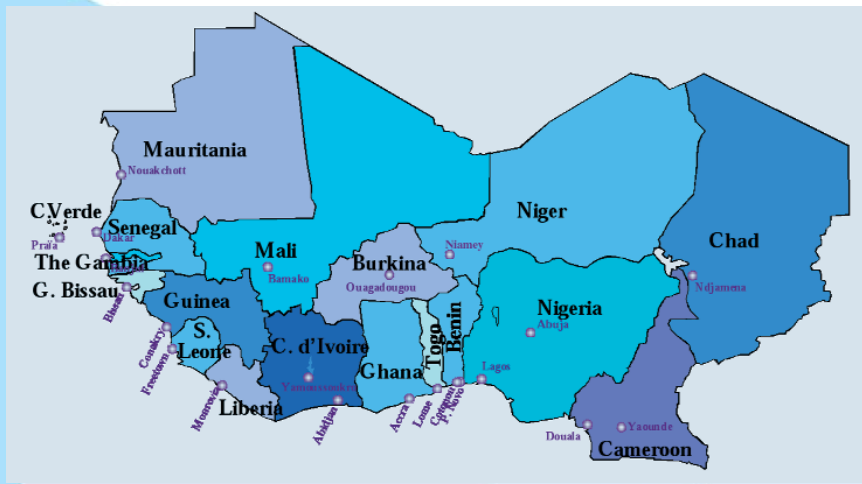 Mauritania
Nouakchott
C.Verde
Praïa
Dakar
Senegal
The Gambia
G. Bissau
Bissau
Mali
Bamako
Burkina
Ouagadougou
Niger
Niamey
Chad
Ndjamena
Guinea
Conakry
S.
Leone
Freetown
Liberia
Monrovia
C. d'Ivoire
Yamoussoukro
Abidjan
Ghana
Accra
Togo
Lome
Benin
Cotonou
P. Novo
Nigeria
Abuja
Lagos
Douala
Yaounde
Cameroon